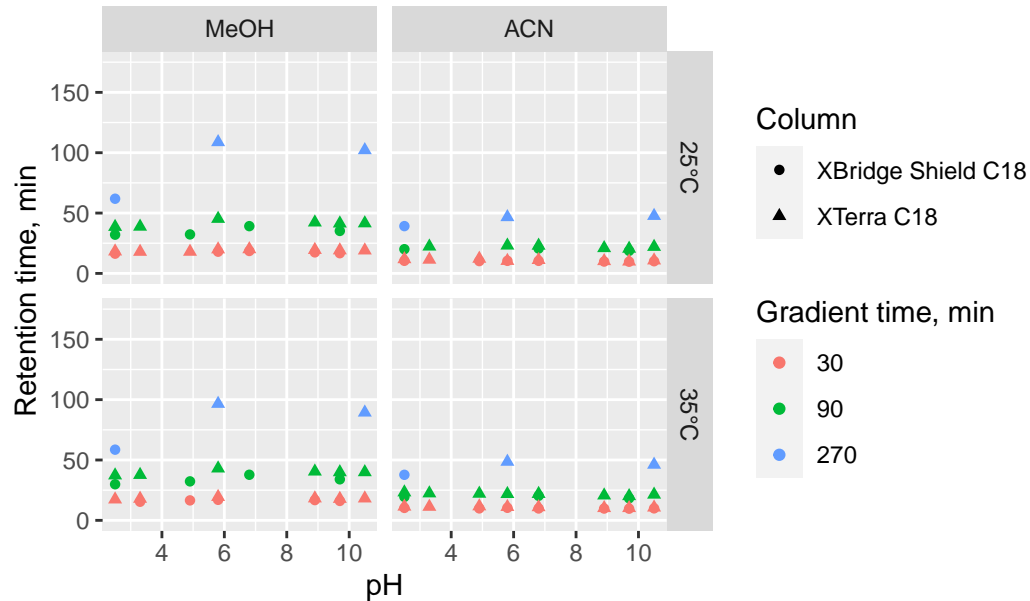 MeOH
ACN
150
100
50
0
25°C
150
100
50
0
35°C
4 6 8 10
4 6 8 10
pH
Retention time, min
Column
XBridge Shield C18
XTerra C18
Gradient time, min
30
90
270